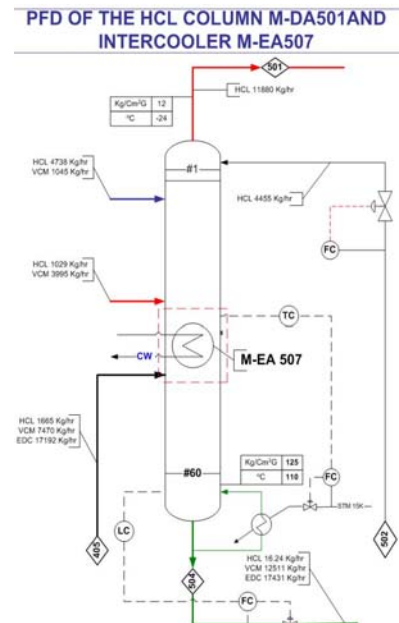 PFD OF THE HCL COLUMN M-DA501AND
INTERCOOLER M-EA507
501
HCL 11880 Kg/hr
Kg/Cm²G 12
ºC -24
HCL 4738 Kg/hr
VCM 1045 Kg/hr
#1
HCL 4455 Kg/hr
FC
HCL 1029 Kg/hr
VCM 3995 Kg/hr
TC
CW
M-EA 507
HCL 1665 Kg/hr
VCM 7470 Kg/hr
EDC 17192 Kg/hr
#60
Kg/Cm²G 125
ºC 110
FC
STM 15K
LC
405
502
HCL 16.24 Kg/hr
VCM 12511 Kg/hr
EDC 17431 Kg/hr
504
FC